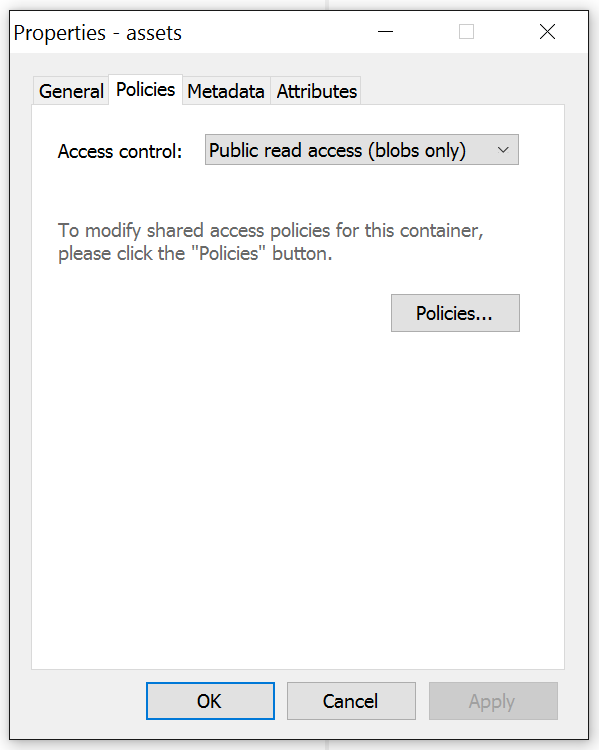 Properties - assets
General Policies Metadata Attributes
Access control: Public read access (blobs only)
To modify shared access policies for this container,
please click the "Policies" button.
Policies...
OK Cancel Apply